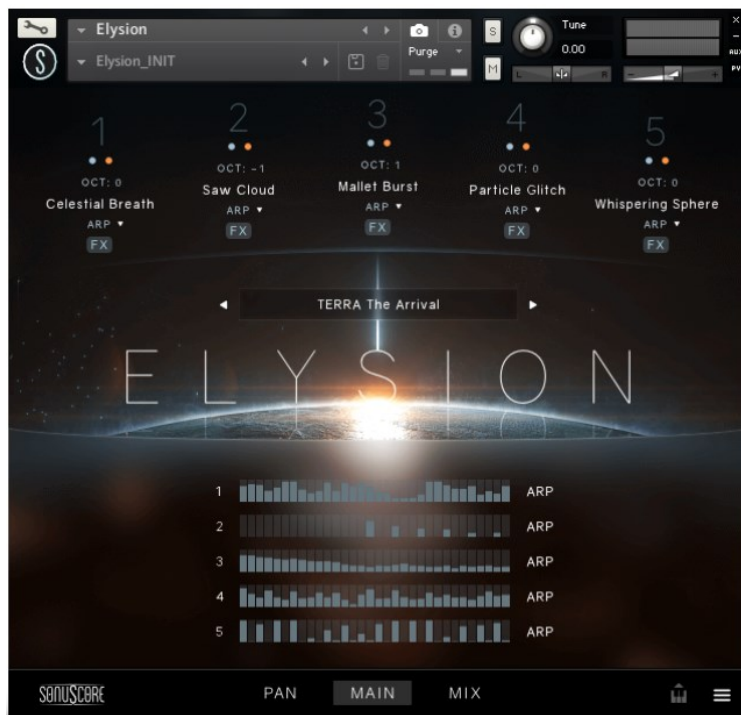 Elysion
Elysion_INIT
Purge
S
M
Tune
0.00
L
R
AUX
PV
S
1
OCT: 0
Celestial Breath
ARP
FX
2
OCT: -1
Saw Cloud
ARP
FX
3
OCT: 1
Mallet Burst
ARP
FX
4
OCT: 0
Particle Glitch
ARP
FX
5
OCT: 0
Whispering Sphere
ARP
FX
TERRA The Arrival
ELYSION
1 ARP
2 ARP
3 ARP
4 ARP
5 ARP
SONUSCORE
PAN
MAIN
MIX